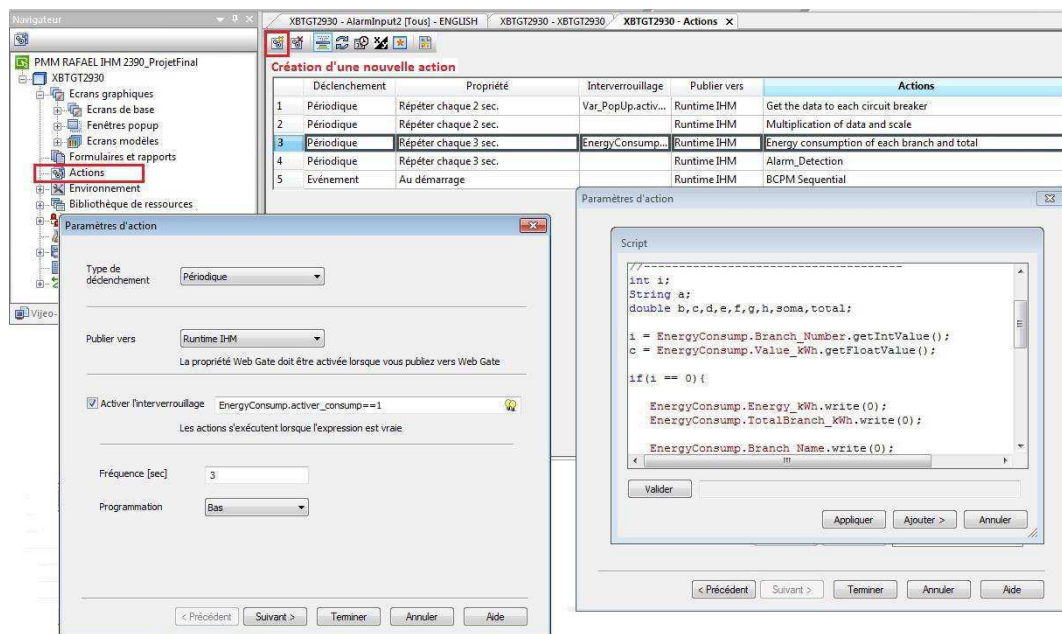 Navigateur
PMM RAFAEL IHM 2390_ProjetFinal
XBTGT2930
Ecrans graphiques
Ecrans de base
Fenêtres popup
Ecrans modèles
Formulaires et rapports
Actions
Environnement
Bibliothèque de ressources
Vijeo-
XBTGT2930 - AlarmInput2 [Tous] - ENGLISH
XBTGT2930 - XBTGT2930
XBTGT2930 - Actions
Création d'une nouvelle action
Déclenchement Propriété Interverrouillage Publier vers Actions
1 Périodique Répéter chaque 2 sec. Var_PopUp.activ... Runtime IHM Get the data to each circuit breaker
2 Périodique Répéter chaque 2 sec. Runtime IHM Multiplication of data and scale
3 Périodique Répéter chaque 3 sec. EnergyConsump... Runtime IHM Energy consumption of each branch and total
4 Périodique Répéter chaque 3 sec. Runtime IHM Alarm_Detection
5 Evénement Au démarrage Runtime IHM BCPM Sequential
Paramètres d'action
Type de
déclenchement
Périodique
Publier vers
Runtime IHM
La propriété Web Gate doit être activée lorsque vous publiez vers Web Gate
Activer l'interverrouillage
EnergyConsump.activer_consump==1
Les actions s'exécutent lorsque l'expression est vraie
Fréquence [sec]
3
Programmation
Bas
< Précédent Suivant > Terminer Annuler Aide
Paramètres d'action
Script
//----------------------------------------
int i;
String a;
double b,c,d,e,f,g,h,soma,total;
i = EnergyConsump.Branch_Number.getIntValue();
c = EnergyConsump.Value_kWh.getFloatValue();
if(i == 0){
EnergyConsump.Energy_kWh.write(0);
EnergyConsump.TotalBranch_kWh.write(0);
EnergyConsump.Branch_Name.write(0);
Valider
Appliquer Ajouter > Annuler
< Précédent Suivant > Terminer Annuler Aide